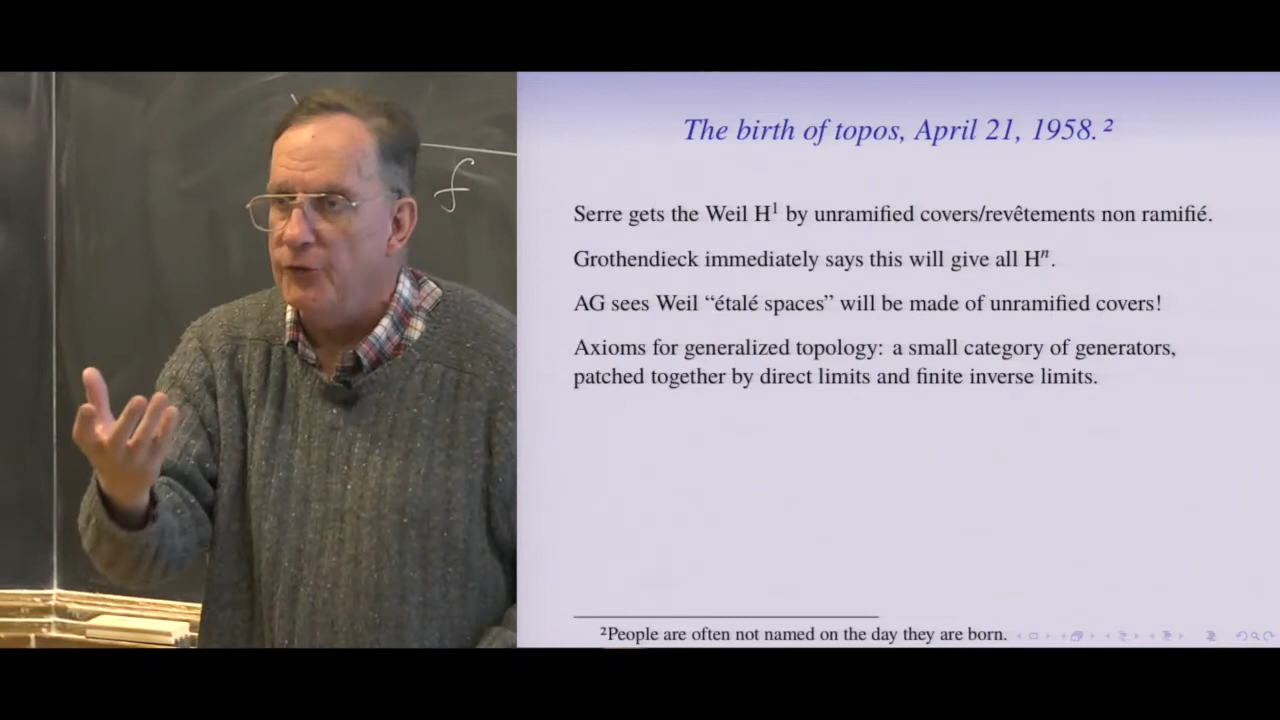 f
The birth of topos, April 21, 1958.²
Serre gets the Weil H¹ by unramified covers/revêtements non ramifié.
Grothendieck immediately says this will give all Hⁿ.
AG sees Weil “étalé spaces” will be made of unramified covers!
Axioms for generalized topology: a small category of generators,
patched together by direct limits and finite inverse limits.
²People are often not named on the day they are born.